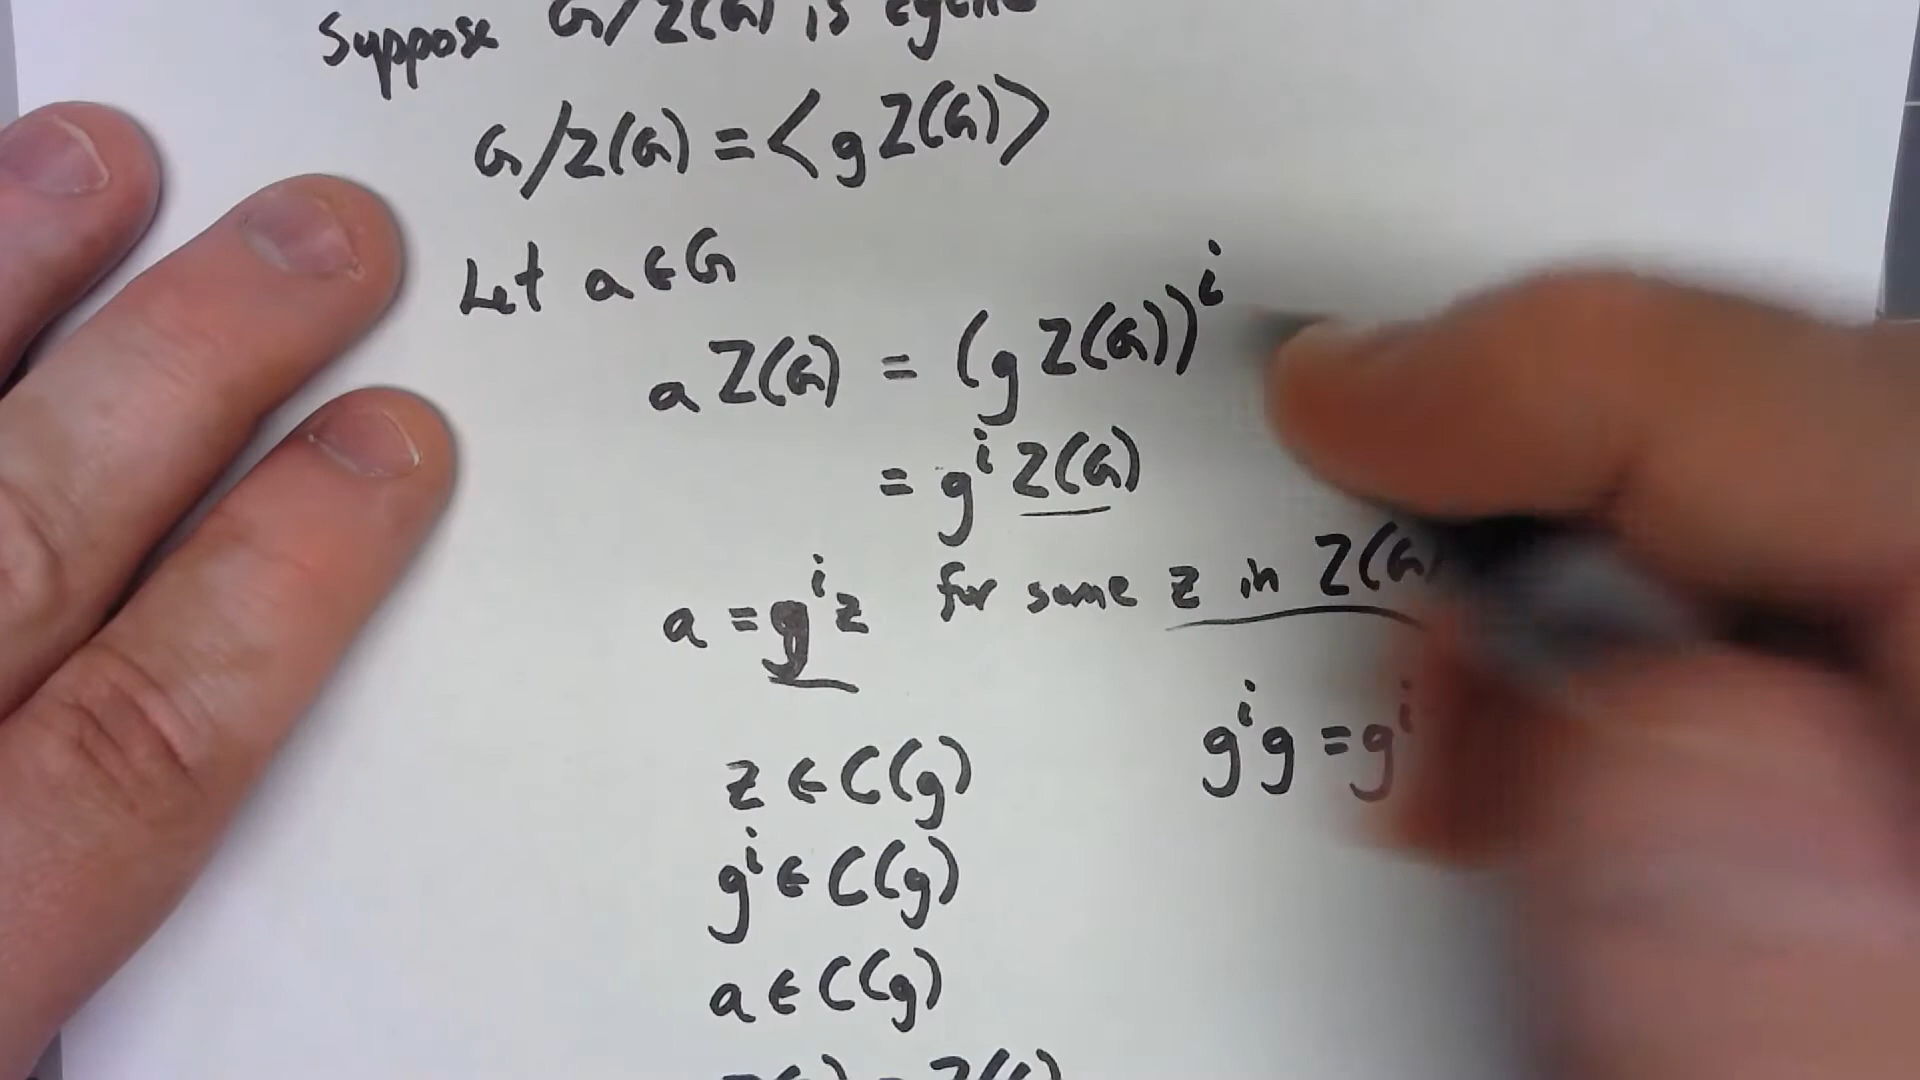 Suppose G/Z(G) is cyclic
G/Z(G) = <gZ(G)>
Let a ∈ G
aZ(G) = (gZ(G))^i
= g^i Z(G)
a = g^i z for some z in Z(G)
z ∈ C(g)
g^i g = g^i
g^i ∈ C(g)
a ∈ C(g)